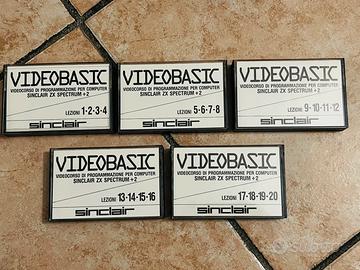 VIDEOBASIC
VIDEOCORSO DI PROGRAMMAZIONE PER COMPUTER
SINCLAIR ZX SPECTRUM +2
LEZIONI 1-2-3-4
sinclair
VIDEOBASIC
VIDEOCORSO DI PROGRAMMAZIONE PER COMPUTER
SINCLAIR ZX SPECTRUM +2
LEZIONI 5-6-7-8
sinclair
VIDEOBASIC
VIDEOCORSO DI PROGRAMMAZIONE PER COMPUTER
SINCLAIR ZX SPECTRUM +2
LEZIONI 9-10-11-12
sinclair
VIDEOBASIC
VIDEOCORSO DI PROGRAMMAZIONE PER COMPUTER
SINCLAIR ZX SPECTRUM +2
LEZIONI 13-14-15-16
sinclair
VIDEOBASIC
VIDEOCORSO DI PROGRAMMAZIONE PER COMPUTER
SINCLAIR ZX SPECTRUM +2
LEZIONI 17-18-19-20
sinclair